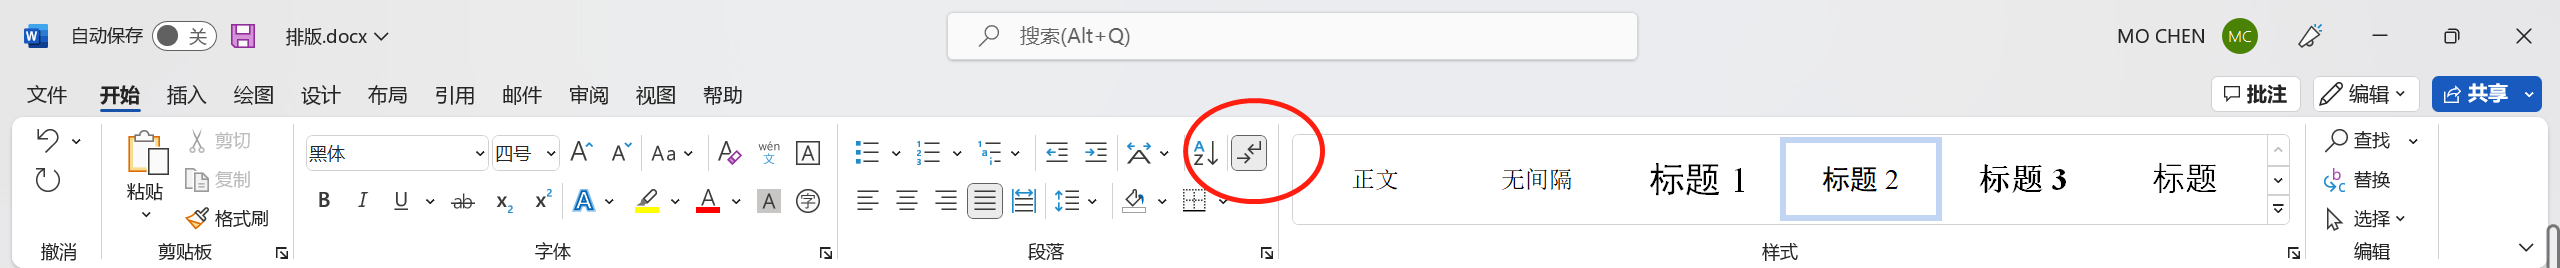 自动保存 关 排版.docx 搜索(Alt+Q) MO CHEN MC
文件 开始 插入 绘图 设计 布局 引用 邮件 审阅 视图 帮助 批注 编辑 共享
粘贴 剪切 复制 格式刷
黑体 四号 A A Aa A wén 文 A
B I U ab x2 x2 A A A 字
A Z
正文 无间隔 标题 1 标题 2 标题 3 标题
查找 替换 选择
撤消 剪贴板 字体 段落 样式 编辑